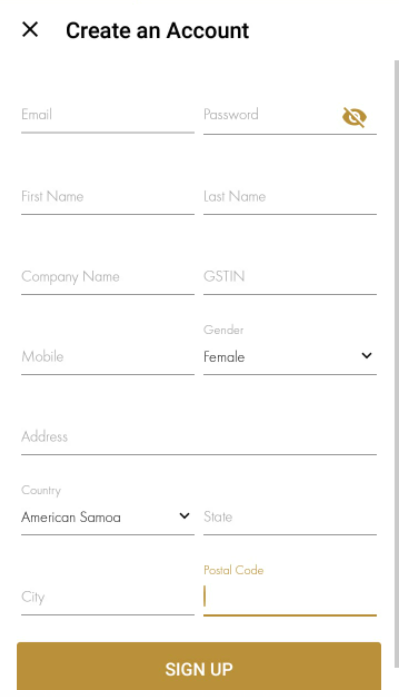 Create an Account
Email Password
First Name Last Name
Company Name GSTIN
Gender
Mobile Female
Address
Country
American Samoa State
Postal Code
City
SIGN UP